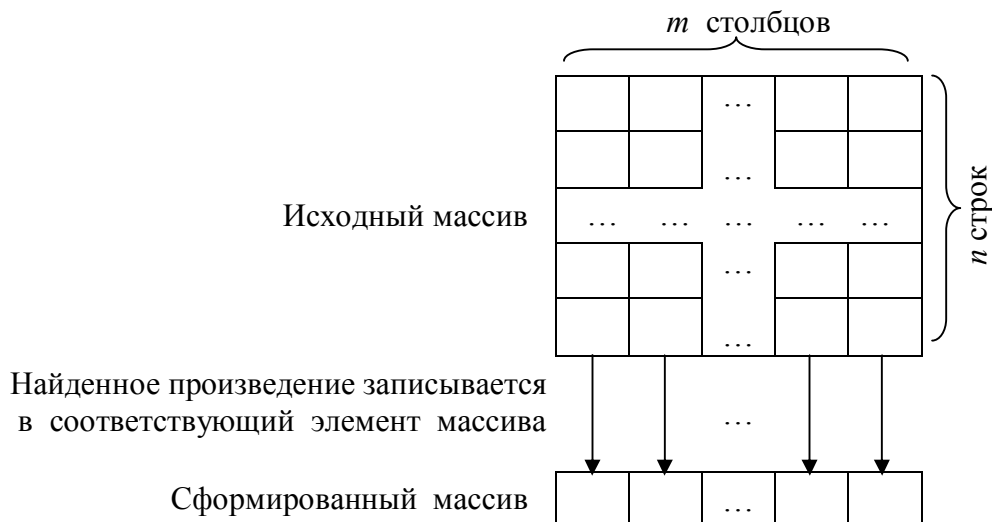 m столбцов
…
…
Исходный массив
… … … … …
n строк
…
…
Найденное произведение записывается
в соответствующий элемент массива
…
Сформированный массив
…